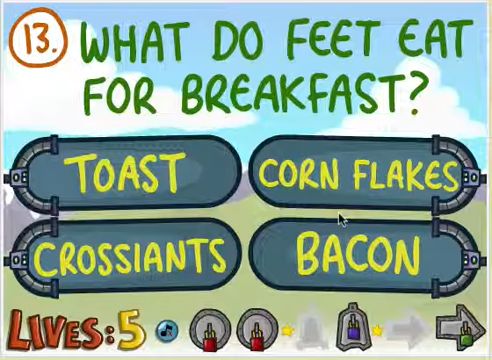 13. WHAT DO FEET EAT
FOR BREAKFAST?
TOAST
CORN FLAKES
CROSSIANTS
BACON
LIVES: 5